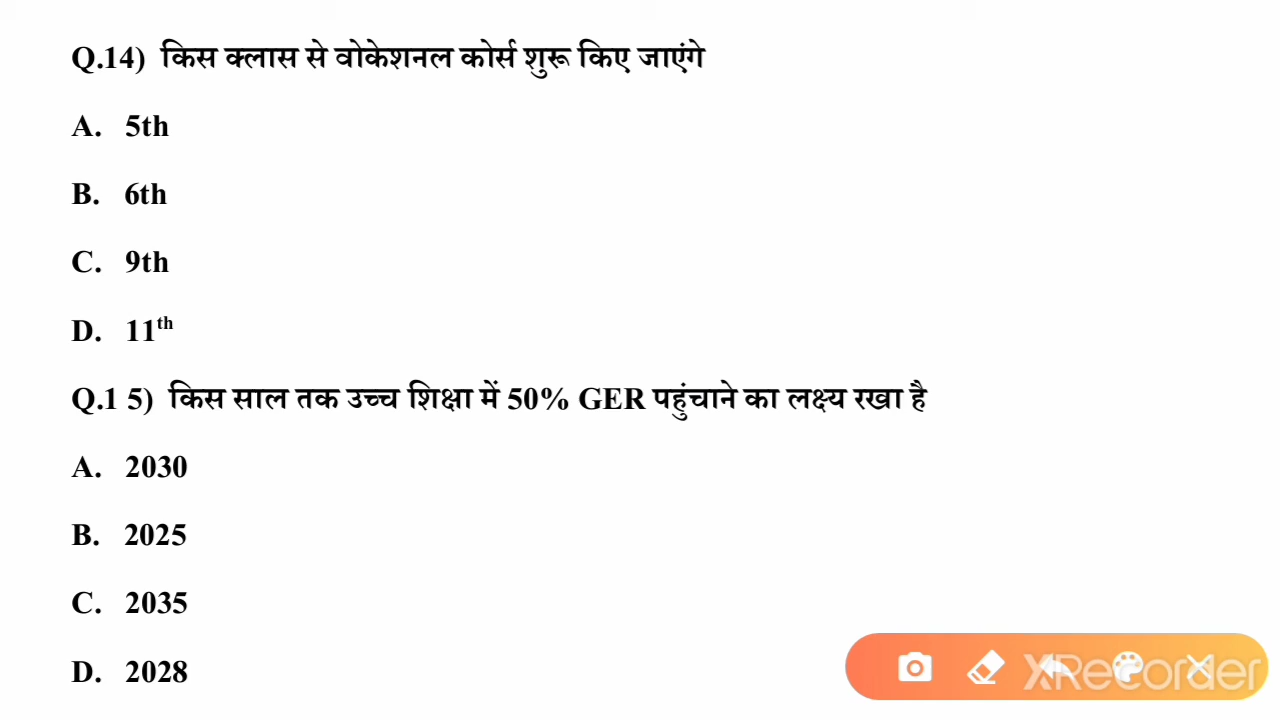 Q.14) किस क्लास से वोकेशनल कोर्स शुरू किए जाएंगे
A. 5th
B. 6th
C. 9th
D. 11th
Q.1 5) किस साल तक उच्च शिक्षा में 50% GER पहुंचाने का लक्ष्य रखा है
A. 2030
B. 2025
C. 2035
D. 2028
XRecorder